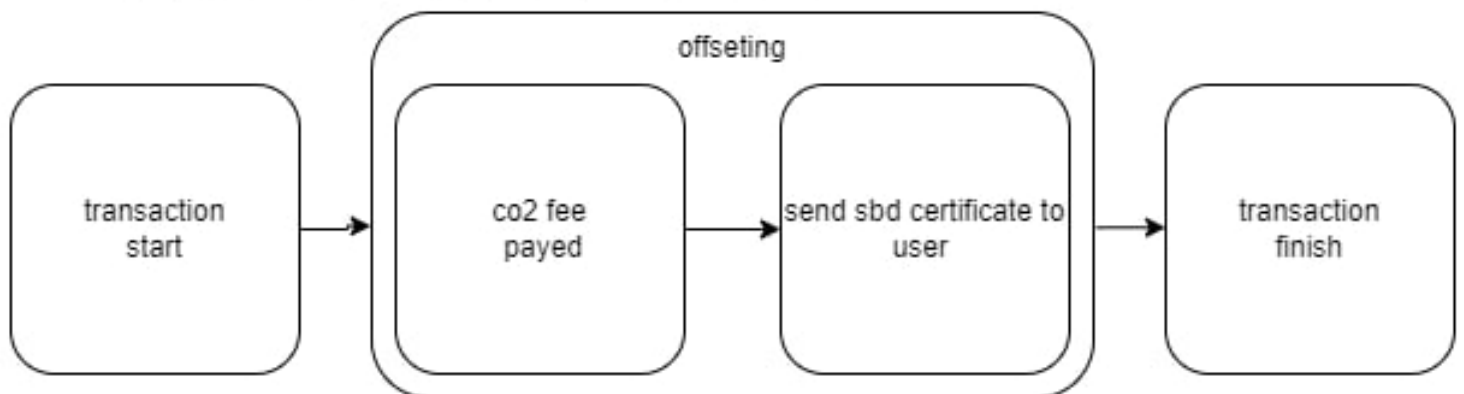 offseting
transaction
start
co2 fee
payed
send sbd certificate to
user
transaction
finish